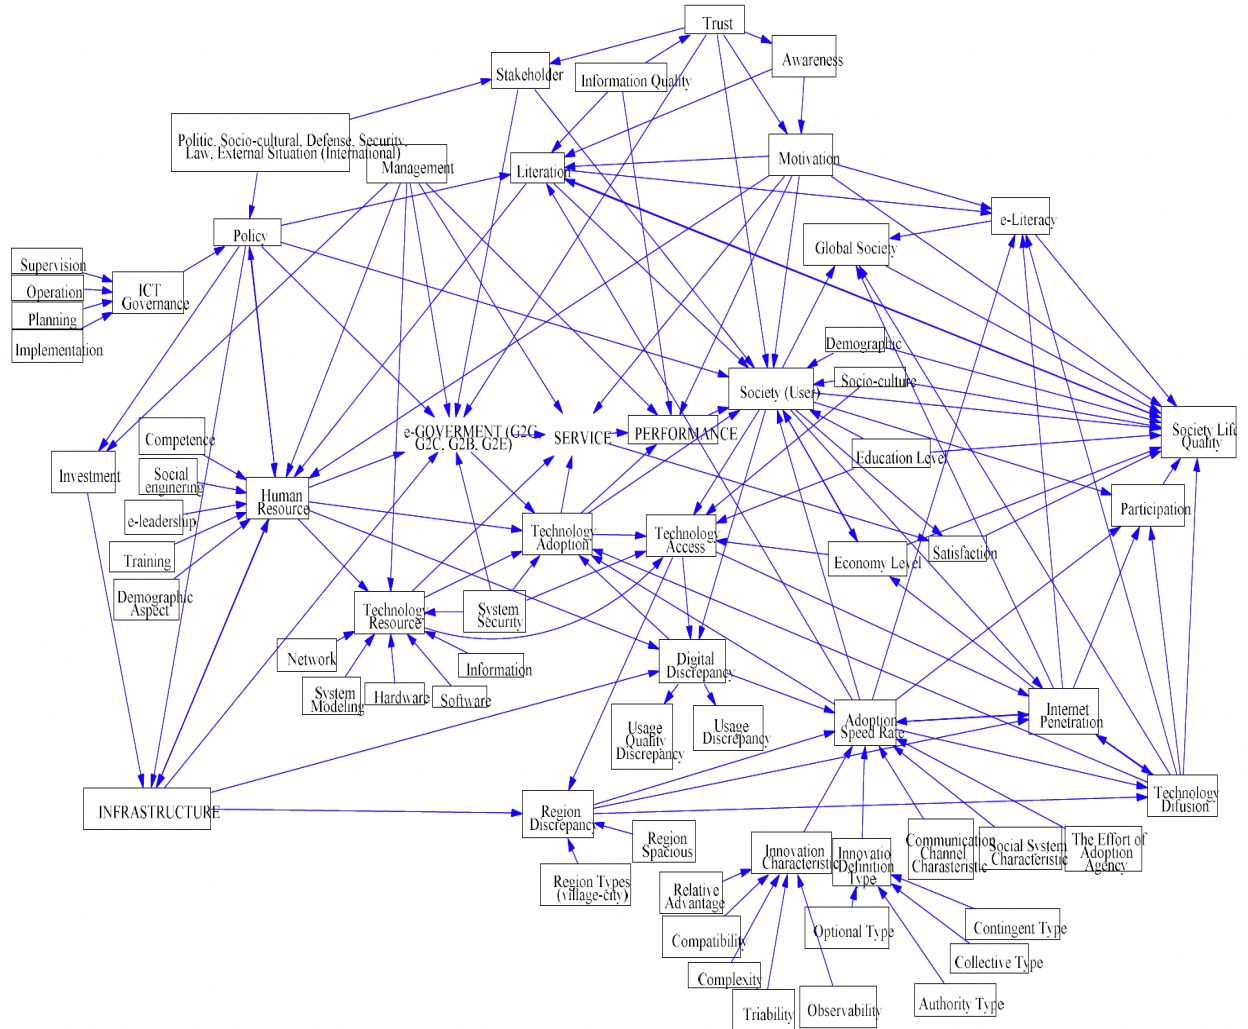 Trust
Awareness
Stakeholder
Information Quality
Politic, Socio-cultural, Defense, Security,
Law, External Situation (International)
Management
Literation
Motivation
e-Literacy
Policy
Global Society
Supervision
Operation
Planning
Implementation
ICT
Governance
Demographic
Socio-culture
Society (User)
Society Life
Quality
Competence
Social
enginering
e-leadership
Training
Demographic
Aspect
Investment
Human
Resource
e-GOVERMENT (G2G,
G2C, G2B, G2E)
SERVICE
PERFORMANCE
Education Level
Participation
Technology
Adoption
Technology
Access
Economy Level
Satisfaction
Technology
Resource
System
Security
Network
System
Modeling
Hardware
Software
Information
Digital
Discrepancy
Usage
Quality
Discrepancy
Usage
Discrepancy
Adoption
Speed Rate
Internet
Penetration
Technology
Difusion
INFRASTRUCTURE
Region
Discrepancy
Region
Spacious
Region Types
(village-city)
Innovation
Characteristic
Innovatio
Definition
Type
Communication
Channel
Charasteristic
Social System
Characteristic
The Effort of
Adoption
Agency
Relative
Advantage
Compatibility
Complexity
Triability
Observability
Optional Type
Contingent Type
Collective Type
Authority Type